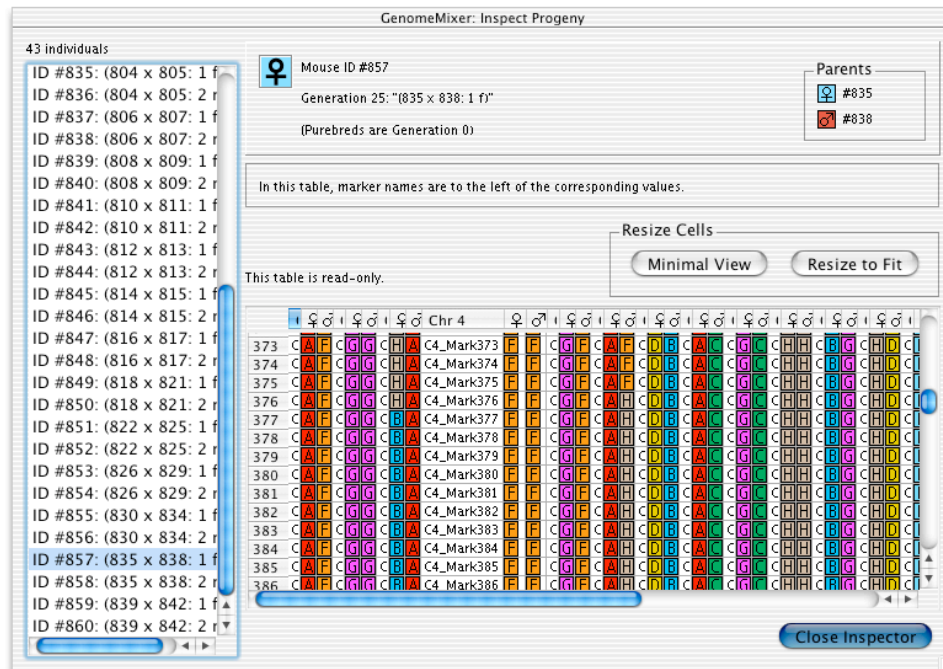 GenomeMixer: Inspect Progeny
43 individuals
ID #835: (804 x 805: 1 f
ID #836: (804 x 805: 2 r
ID #837: (806 x 807: 1 f
ID #838: (806 x 807: 2 r
ID #839: (808 x 809: 1 f
ID #840: (808 x 809: 2 r
ID #841: (810 x 811: 1 f
ID #842: (810 x 811: 2 r
ID #843: (812 x 813: 1 f
ID #844: (812 x 813: 2 r
ID #845: (814 x 815: 1 f
ID #846: (814 x 815: 2 r
ID #847: (816 x 817: 1 f
ID #848: (816 x 817: 2 r
ID #849: (818 x 821: 1 f
ID #850: (818 x 821: 2 r
ID #851: (822 x 825: 1 f
ID #852: (822 x 825: 2 r
ID #853: (826 x 829: 1 f
ID #854: (826 x 829: 2 r
ID #855: (830 x 834: 1 f
ID #856: (830 x 834: 2 r
ID #857: (835 x 838: 1 f
ID #858: (835 x 838: 2 r
ID #859: (839 x 842: 1 f
ID #860: (839 x 842: 2 r
♀ Mouse ID #857
Generation 25: "(835 x 838: 1 f)"
(Purebreds are Generation 0)
Parents
♀ #835
♂ #838
In this table, marker names are to the left of the corresponding values.
Resize Cells
Minimal View Resize to Fit
This table is read-only.
♀ ♂ ♀ ♂ ♀ ♂ Chr 4 ♀ ♂ ♀ ♂ ♀ ♂ ♀ ♂ ♀ ♂ ♀ ♂ ♀ ♂ ♀ ♂ ♀ ♂
373 C A F C G G C H A C4_Mark373 F F C G F C A F C D B C A C C G C C H H C B G C H D C
374 C A F C G G C H A C4_Mark374 F F C G F C A F C D B C A C C G C C H H C B G C H D C
375 C A F C G G C H A C4_Mark375 F F C G F C A F C D B C A C C G C C H H C B G C H D C
376 C A F C G G C H A C4_Mark376 F F C G F C A H C D B C A C C G C C H H C B G C H D C
377 C A F C G G C B A C4_Mark377 F F C G F C A H C D B C A C C G C C H H C B G C H D C
378 C A F C G G C B A C4_Mark378 F F C G F C A H C D B C A C C G C C H H C B G C H D C
379 C A F C G G C B A C4_Mark379 F F C G F C A H C D B C A C C G C C H H C B G C H D C
380 C A F C G G C B A C4_Mark380 F F C G F C A H C D B C A C C G C C H H C B G C H D C
381 C A F C G G C B A C4_Mark381 F F C G F C A H C D B C A C C G C C H H C B G C H D C
382 C A F C G G C B A C4_Mark382 F F C G F C A H C D B C A C C G C C H H C B G C H D C
383 C A F C G G C B A C4_Mark383 F F C G F C A H C D B C A C C G C C H H C B G C H D C
384 C A F C G G C B A C4_Mark384 F F C G F C A H C D B C A C C G C C H H C B G C H D C
385 C A F C G G C B A C4_Mark385 F F C G F C A H C D B C A C C G C C H H C B G C H D C
386 C A F C G G C B A C4_Mark386 F F C G F C A H C D B C A C C G C C H H C B G C H D C
Close Inspector